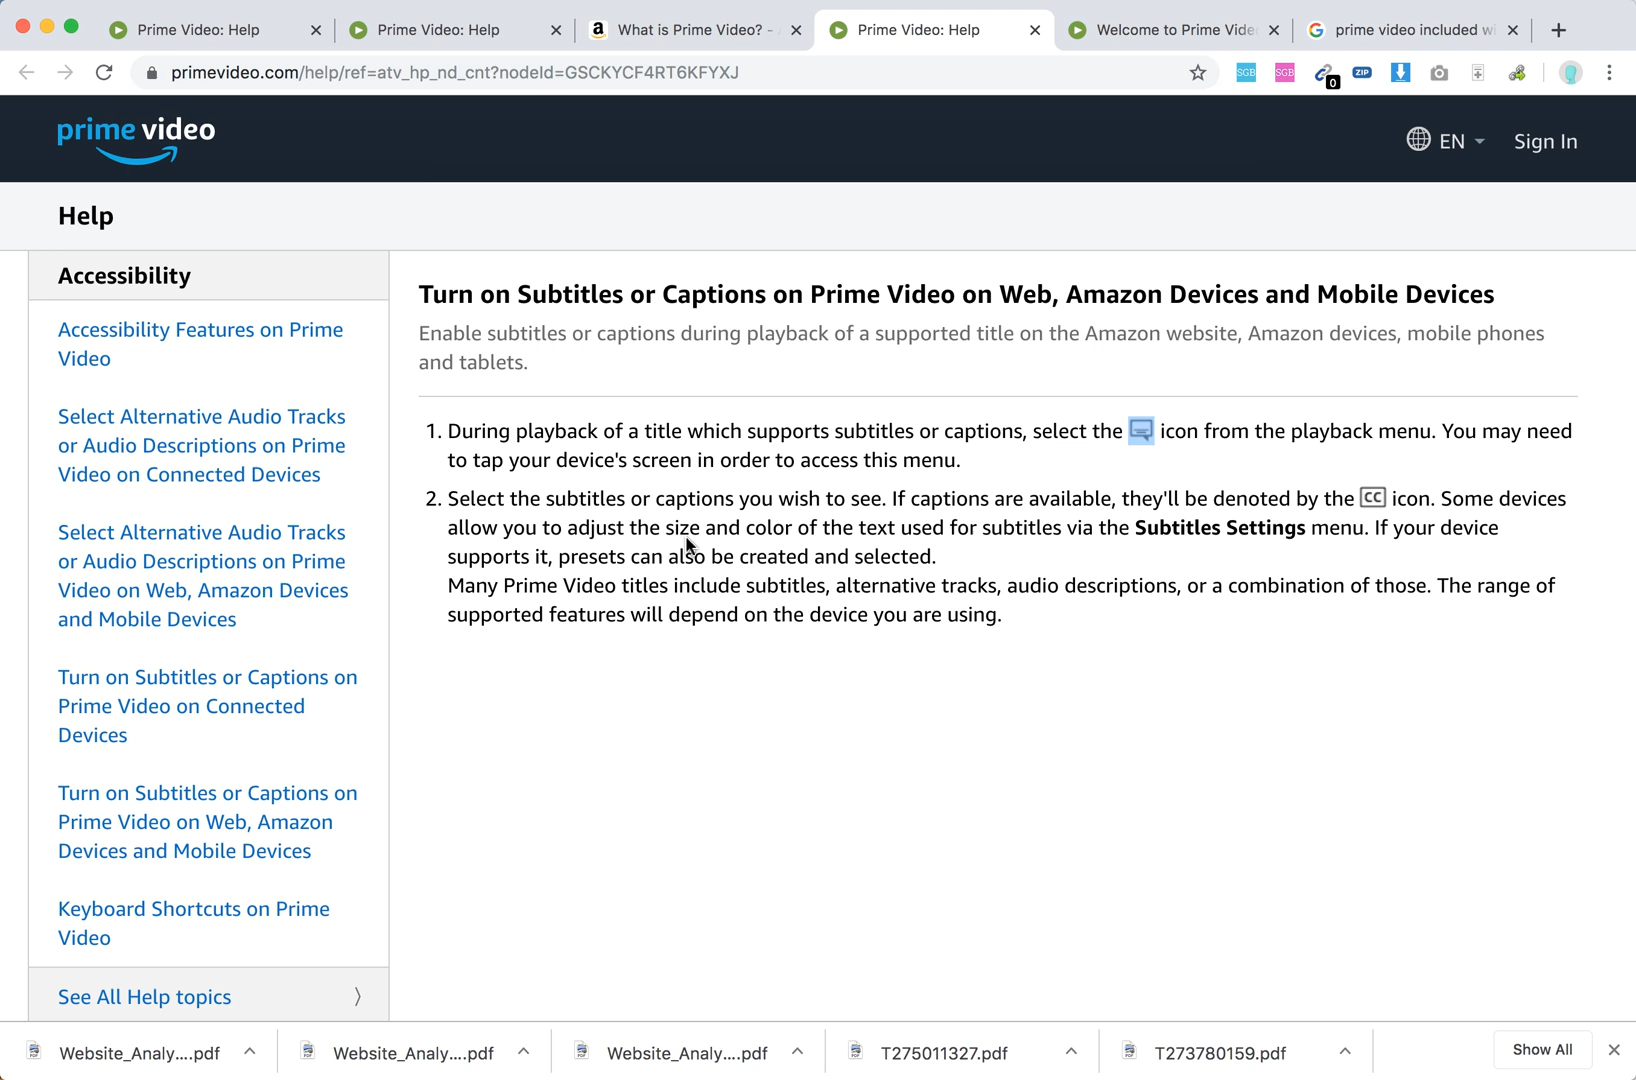 Prime Video: Help
Prime Video: Help
What is Prime Video? -
Prime Video: Help
Welcome to Prime Vide
prime video included wi
primevideo.com/help/ref=atv_hp_nd_cnt?nodeId=GSCKYCF4RT6KFYXJ
SGB
SGB
0
ZIP
prime video
EN
Sign In
Help
Accessibility
Accessibility Features on Prime
Video
Select Alternative Audio Tracks
or Audio Descriptions on Prime
Video on Connected Devices
Select Alternative Audio Tracks
or Audio Descriptions on Prime
Video on Web, Amazon Devices
and Mobile Devices
Turn on Subtitles or Captions on
Prime Video on Connected
Devices
Turn on Subtitles or Captions on
Prime Video on Web, Amazon
Devices and Mobile Devices
Keyboard Shortcuts on Prime
Video
See All Help topics
Turn on Subtitles or Captions on Prime Video on Web, Amazon Devices and Mobile Devices
Enable subtitles or captions during playback of a supported title on the Amazon website, Amazon devices, mobile phones
and tablets.
1. During playback of a title which supports subtitles or captions, select the icon from the playback menu. You may need
to tap your device's screen in order to access this menu.
2. Select the subtitles or captions you wish to see. If captions are available, they'll be denoted by the CC icon. Some devices
allow you to adjust the size and color of the text used for subtitles via the Subtitles Settings menu. If your device
supports it, presets can also be created and selected.
Many Prime Video titles include subtitles, alternative tracks, audio descriptions, or a combination of those. The range of
supported features will depend on the device you are using.
Website_Analy....pdf
Website_Analy....pdf
Website_Analy....pdf
T275011327.pdf
T273780159.pdf
Show All